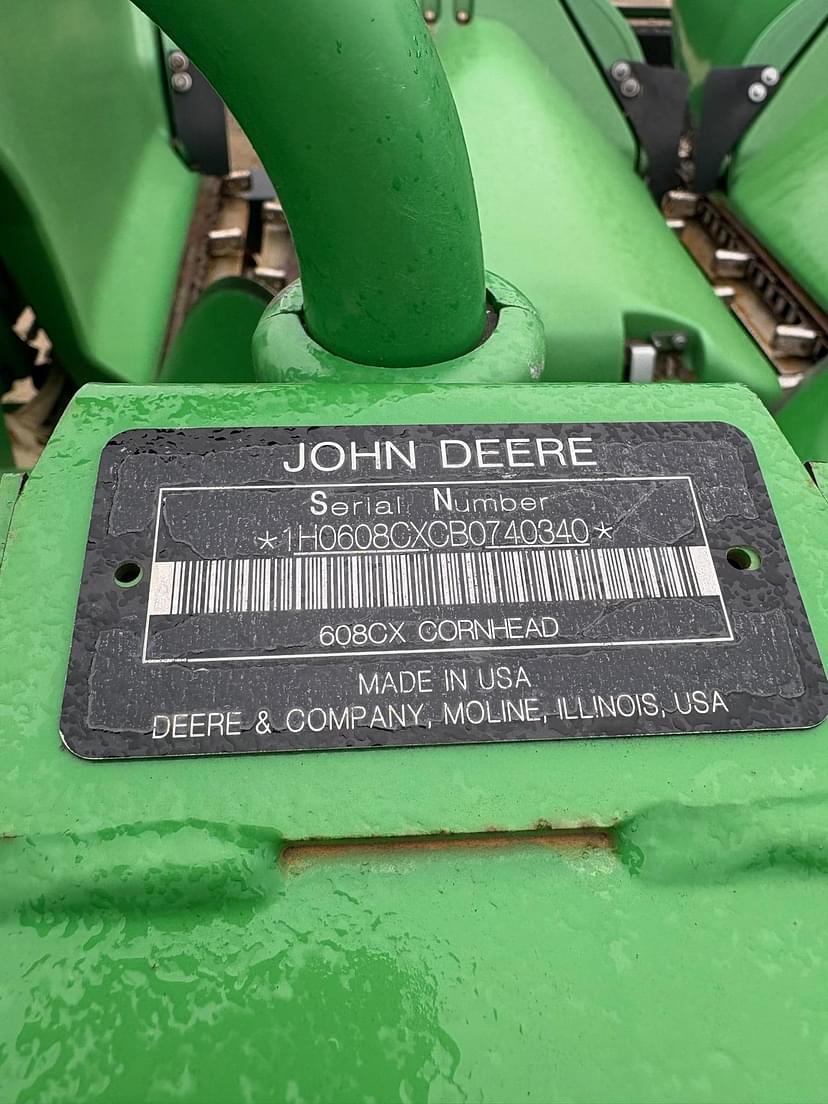 JOHN DEERE
Serial Number
*1H0608CXCB0740340*
608CX CORNHEAD
MADE IN USA
DEERE & COMPANY, MOLINE, ILLINOIS, USA